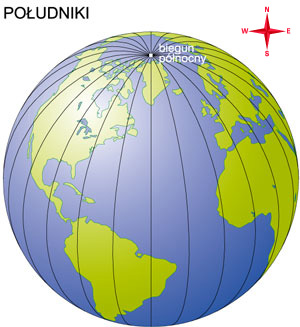 POŁUDNIKI
N
W E
S
biegun
północny